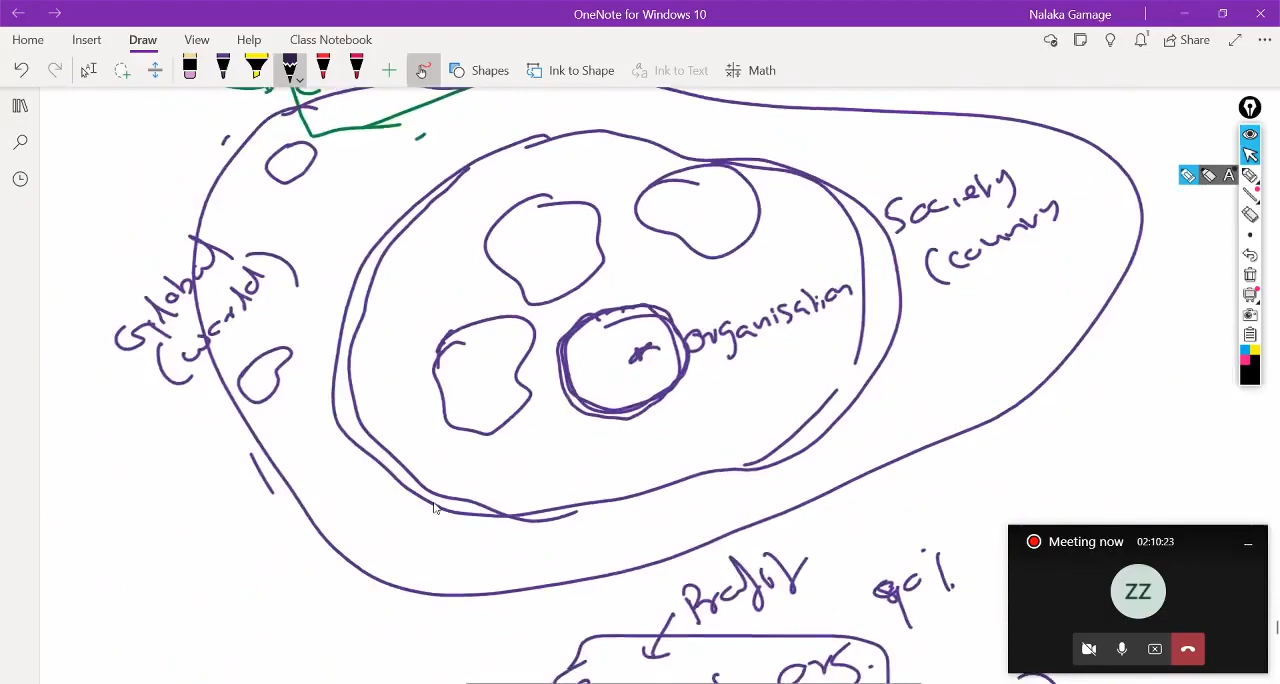 OneNote for Windows 10
Nalaka Gamage
Home Insert Draw View Help Class Notebook
Share
Shapes
Ink to Shape
Ink to Text
Math
A
Society
(country
Global
(world)
Organisation
Meeting now 02:10:23
ZZ
Profit
org.